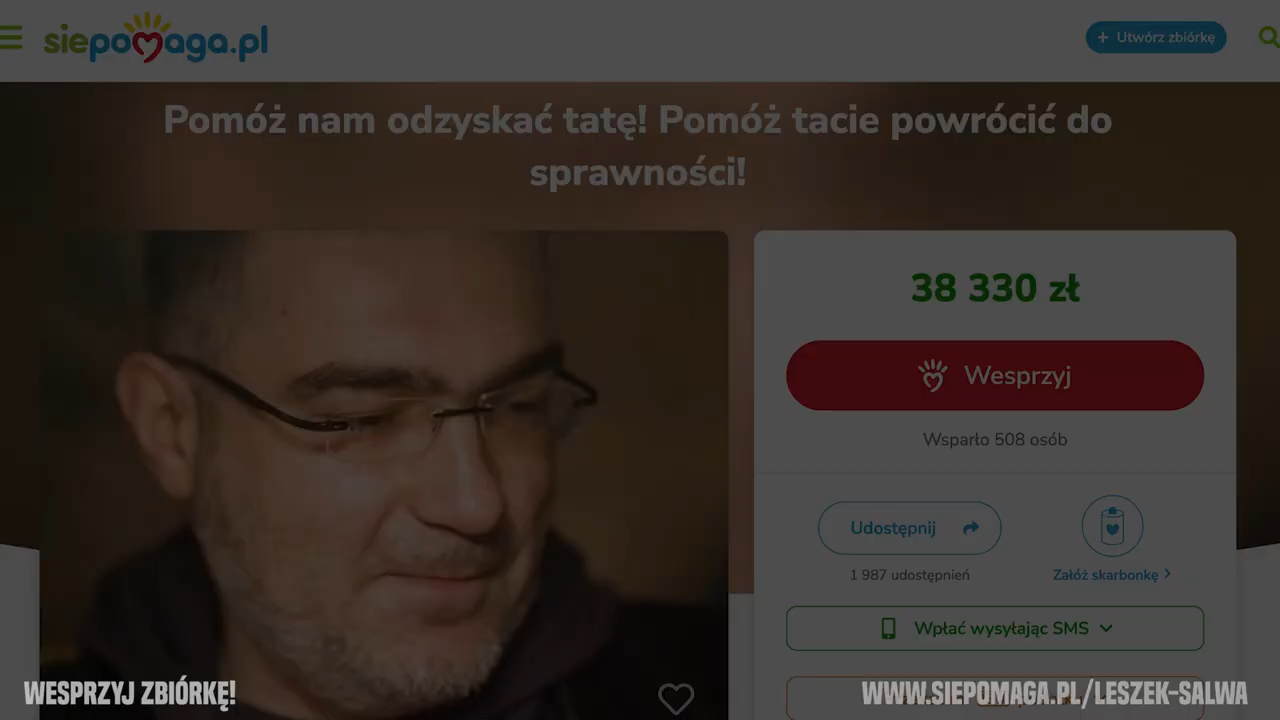 siepomaga.pl
+ Utwórz zbiórkę
Pomóż nam odzyskać tatę! Pomóż tacie powrócić do
sprawności!
38 330 zł
Wesprzyj
Wsparło 508 osób
Udostępnij
1 987 udostępnień
Załóż skarbonkę
Wpłać wysyłając SMS
WESPRZYJ ZBIÓRKĘ!
WWW.SIEPOMAGA.PL/LESZEK-SALWA